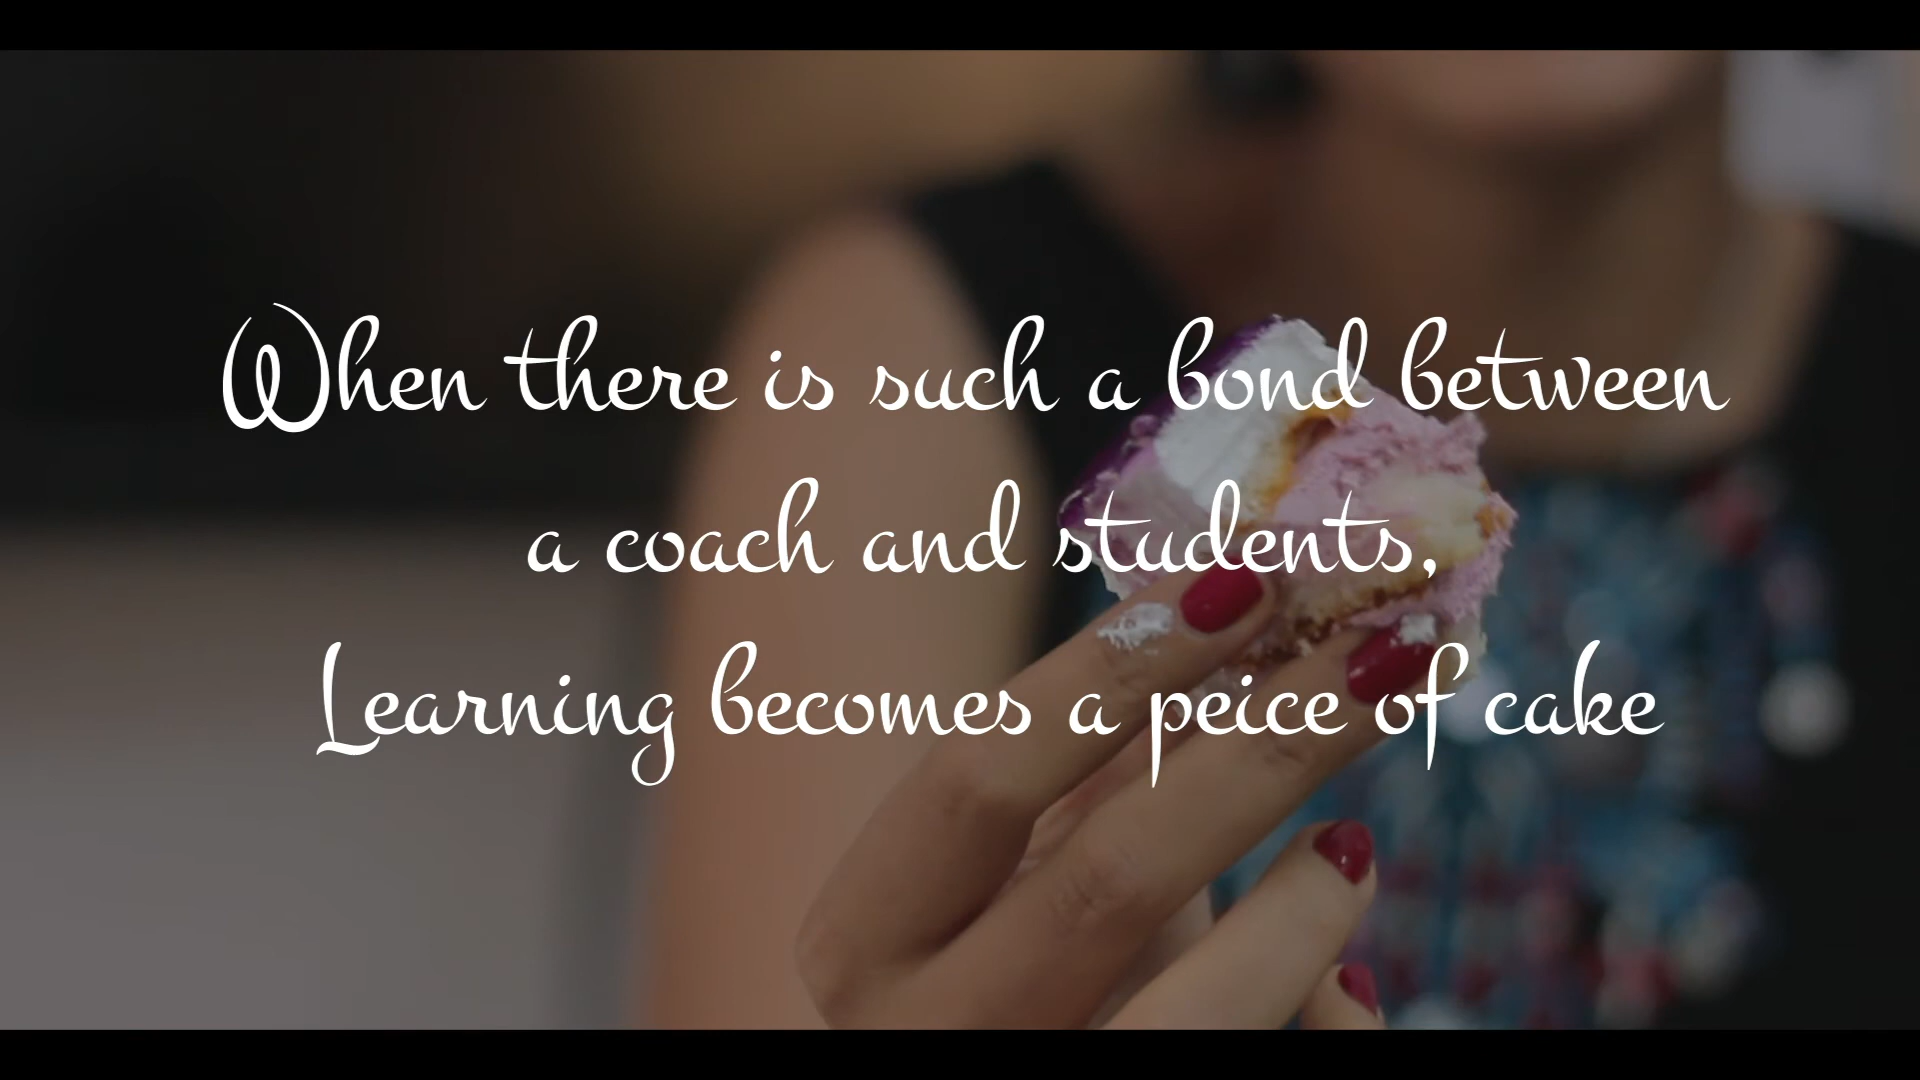 When there is such a bond between
a coach and students,
Learning becomes a peice of cake